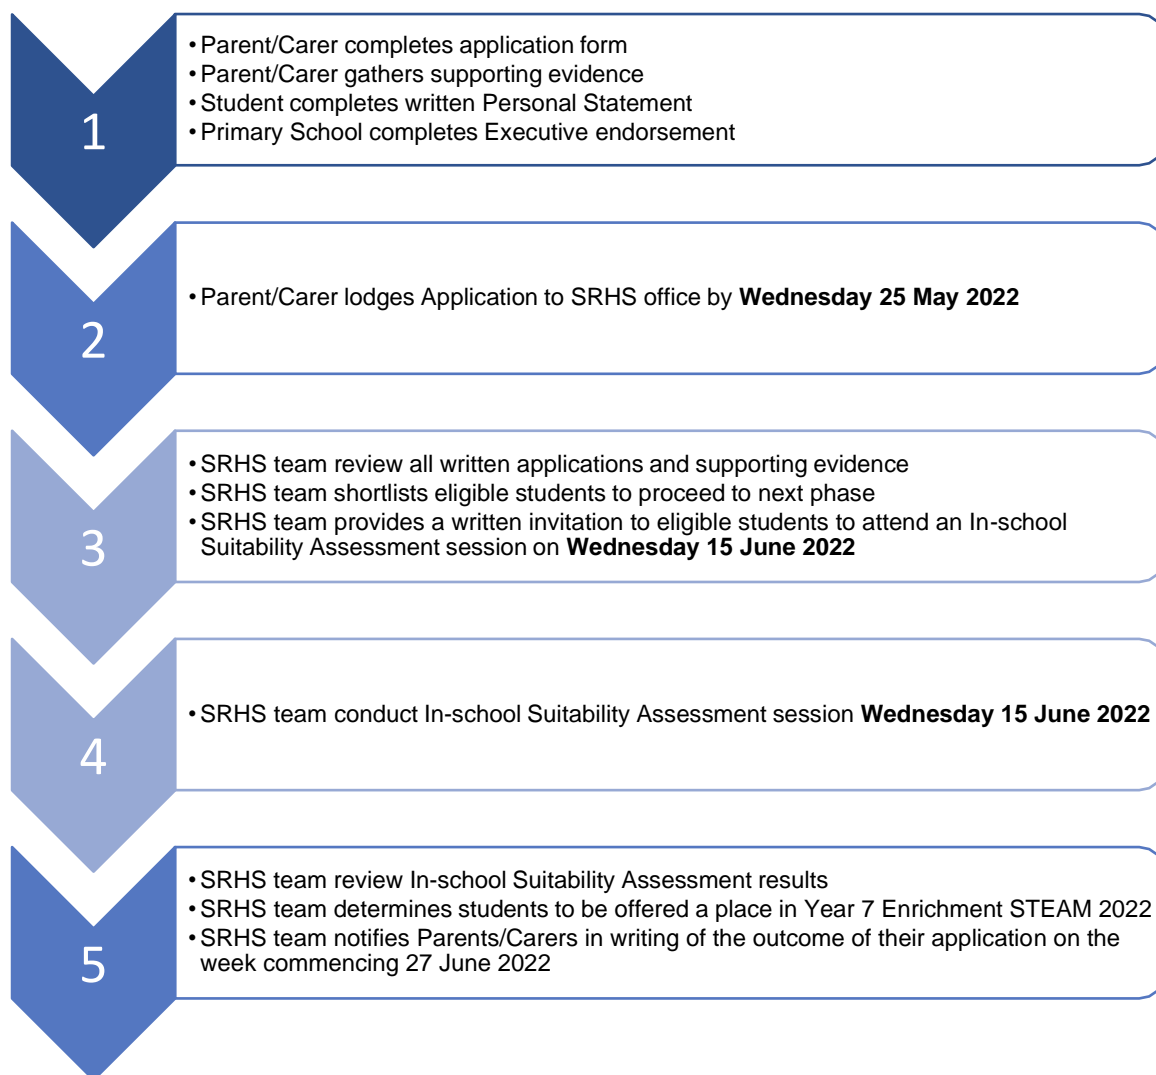 1
• Parent/Carer completes application form
• Parent/Carer gathers supporting evidence
• Student completes written Personal Statement
• Primary School completes Executive endorsement
2
• Parent/Carer lodges Application to SRHS office by Wednesday 25 May 2022
3
• SRHS team review all written applications and supporting evidence
• SRHS team shortlists eligible students to proceed to next phase
• SRHS team provides a written invitation to eligible students to attend an In-school
Suitability Assessment session on Wednesday 15 June 2022
4
• SRHS team conduct In-school Suitability Assessment session Wednesday 15 June 2022
5
• SRHS team review In-school Suitability Assessment results
• SRHS team determines students to be offered a place in Year 7 Enrichment STEAM 2022
• SRHS team notifies Parents/Carers in writing of the outcome of their application on the
week commencing 27 June 2022